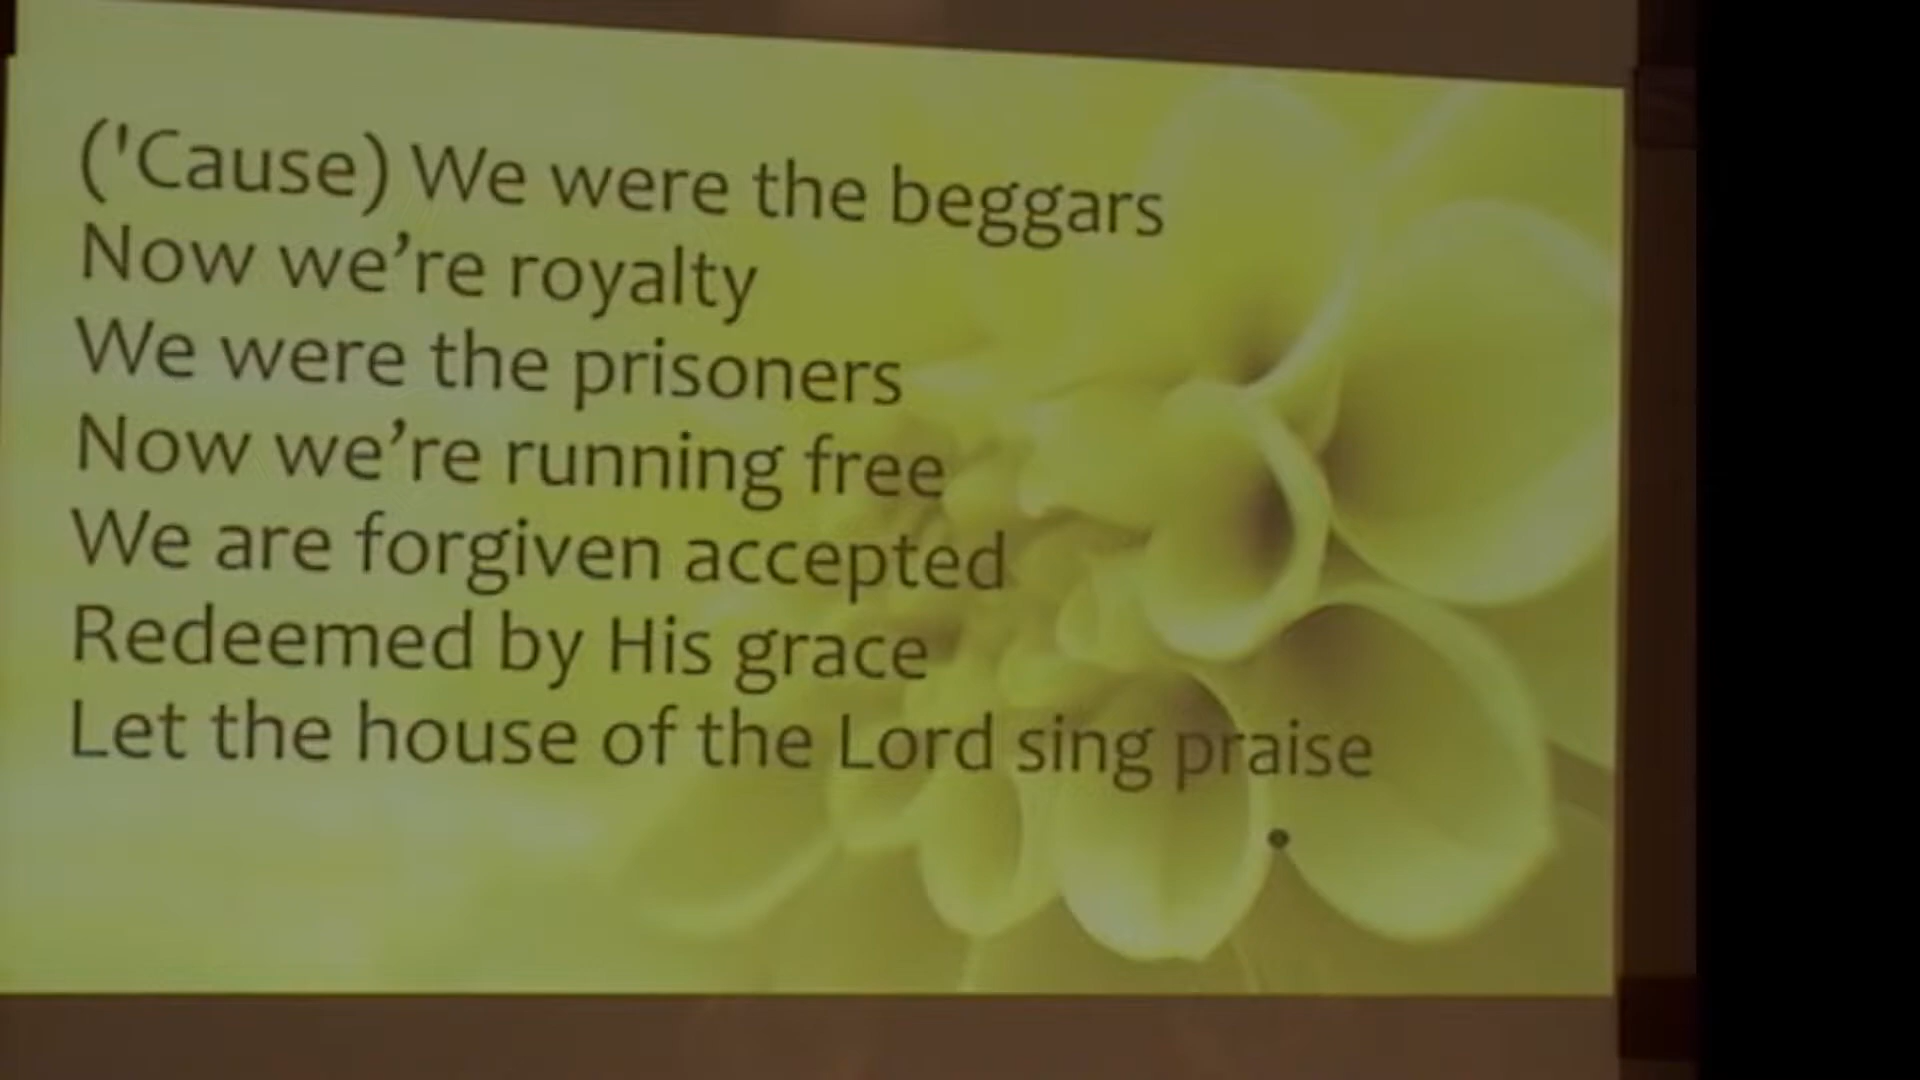 ('Cause) We were the beggars
Now we’re royalty
We were the prisoners
Now we’re running free
We are forgiven accepted
Redeemed by His grace
Let the house of the Lord sing praise